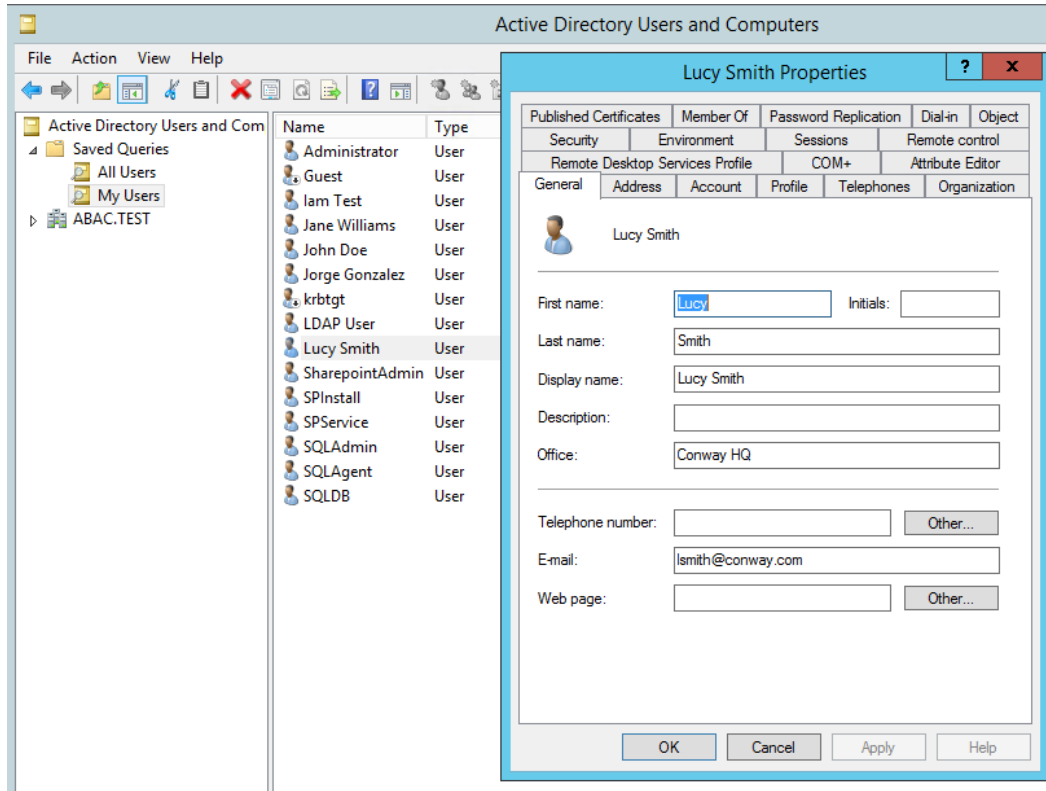 Active Directory Users and Computers
File Action View Help
Active Directory Users and Com
Saved Queries
All Users
My Users
ABAC.TEST
Name Type
Administrator User
Guest User
Iam Test User
Jane Williams User
John Doe User
Jorge Gonzalez User
krbtgt User
LDAP User User
Lucy Smith User
SharepointAdmin User
SPInstall User
SPService User
SQLAdmin User
SQLAgent User
SQLDB User
Lucy Smith Properties ? x
Published Certificates Member Of Password Replication Dial-in Object
Security Environment Sessions Remote control
Remote Desktop Services Profile COM+ Attribute Editor
General Address Account Profile Telephones Organization
Lucy Smith
First name: Lucy Initials:
Last name: Smith
Display name: Lucy Smith
Description:
Office: Conway HQ
Telephone number: Other...
E-mail: lsmith@conway.com
Web page: Other...
OK Cancel Apply Help